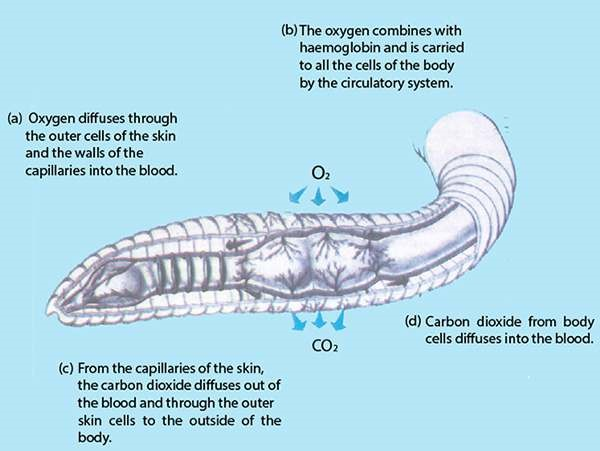 (b) The oxygen combines with
haemoglobin and is carried
to all the cells of the body
by the circulatory system.
(a) Oxygen diffuses through
the outer cells of the skin
and the walls of the
capillaries into the blood.
O₂
(d) Carbon dioxide from body
cells diffuses into the blood.
CO₂
(c) From the capillaries of the skin,
the carbon dioxide diffuses out of
the blood and through the outer
skin cells to the outside of the
body.